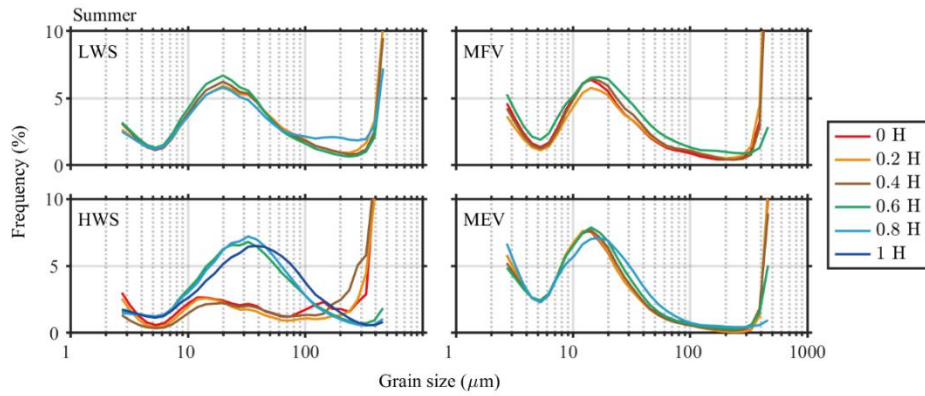 Summer
10
LWS
MFV
5
0
10
HWS
MEV
5
0
1
10
100
1
10
100
1000
Frequency (%)
Grain size (μm)
0 H
0.2 H
0.4 H
0.6 H
0.8 H
1 H